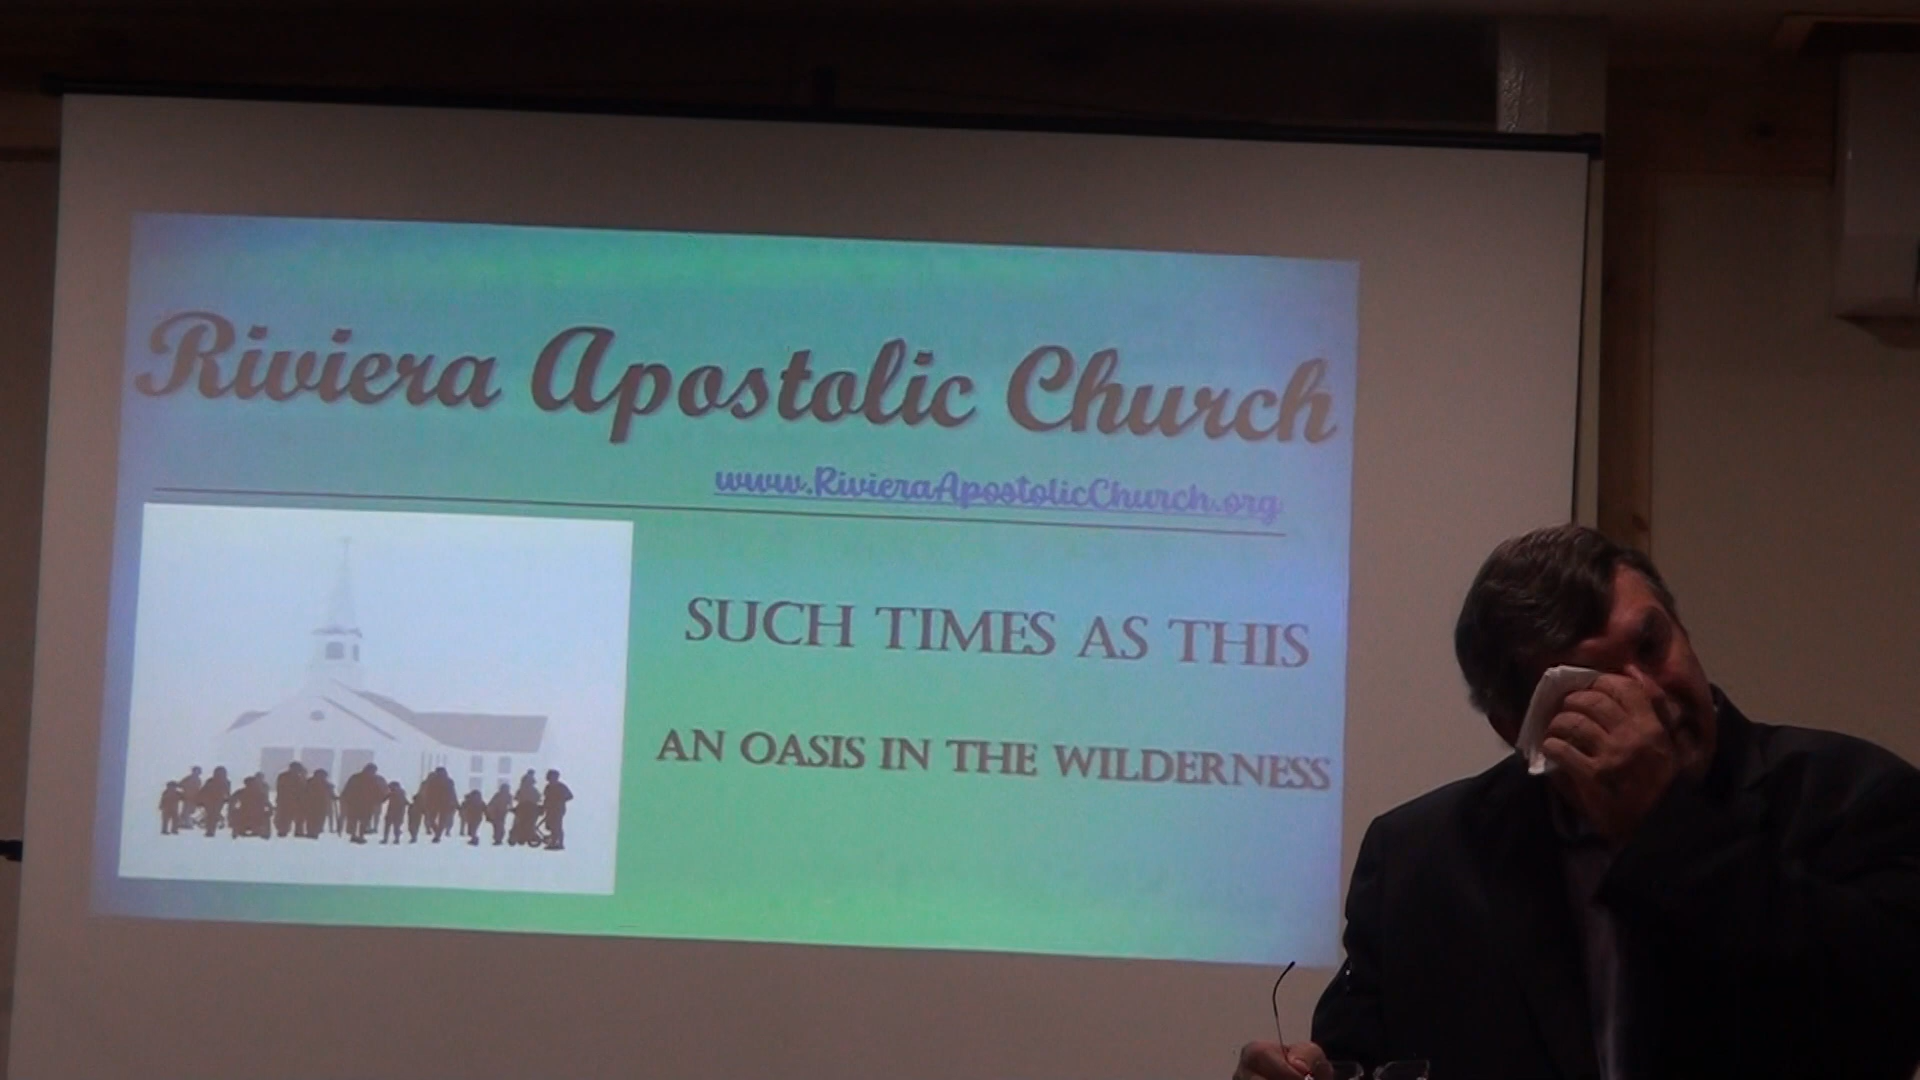 Riviera Apostolic Church
www.RivieraApostolicChurch.org
SUCH TIMES AS THIS
AN OASIS IN THE WILDERNESS